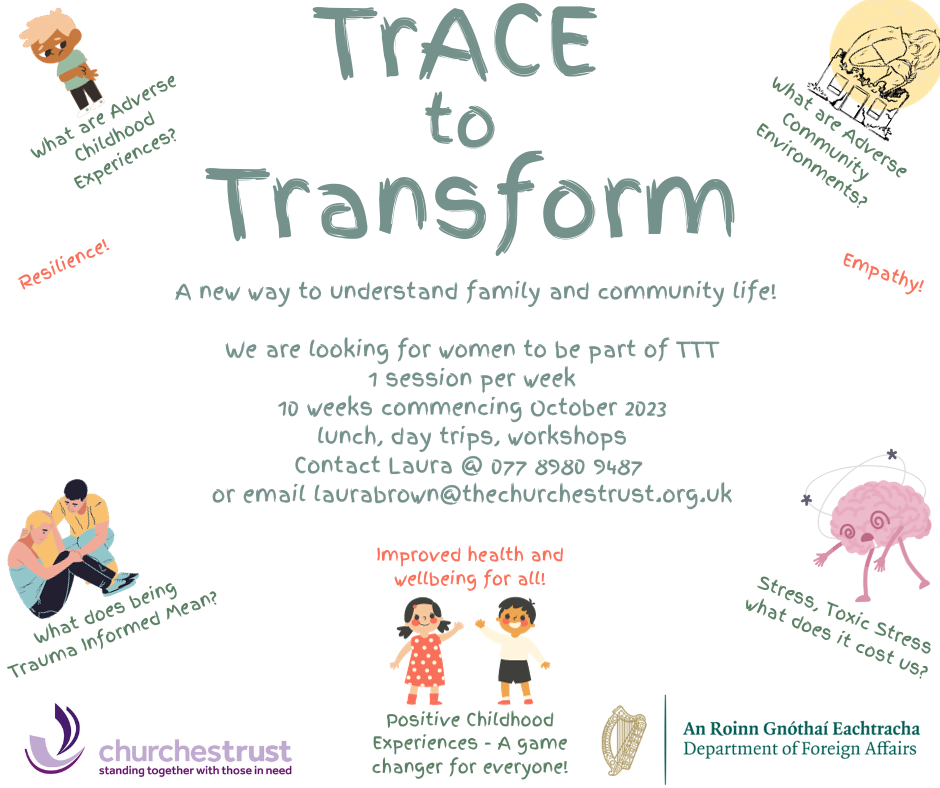 TrACE
to
Transform
What are Adverse
Childhood
Experiences?
What are Adverse
Community
Environments?
Resilience!
Empathy!
A new way to understand family and community life!
We are looking for women to be part of TTT
1 session per week
10 weeks commencing October 2023
lunch, day trips, workshops
Contact Laura @ 077 8980 9487
or email laurabrown@thechurchestrust.org.uk
What does being
Trauma Informed Mean?
Improved health and
wellbeing for all!
Stress, Toxic Stress
what does it cost us?
Positive Childhood
Experiences - A game
changer for everyone!
churchestrust
standing together with those in need
An Roinn Gnóthaí Eachtracha
Department of Foreign Affairs